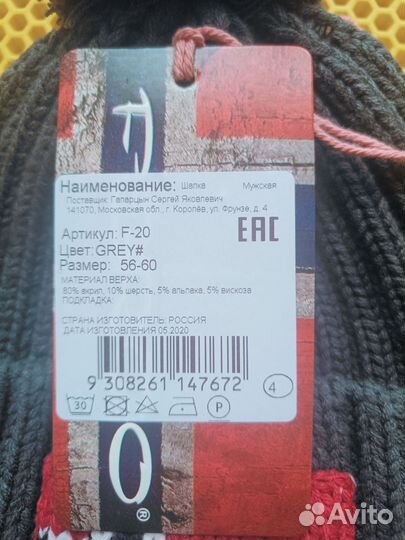 Наименование: Шапка Мужская
Поставщик: Гапарцын Сергей Яковлевич
141070, Московская обл., г. Королёв, ул. Фрунзе, д. 4
Артикул: F-20
EAC
Цвет: GREY#
Размер: 56-60
МАТЕРИАЛ ВЕРХА:
80% акрил, 10% шерсть, 5% альпака, 5% вискоза
ПОДКЛАДКА:
СТРАНА ИЗГОТОВИТЕЛЬ: РОССИЯ
ДАТА ИЗГОТОВЛЕНИЯ 05.2020
9 308261 147672
4
30 P
®
Avito